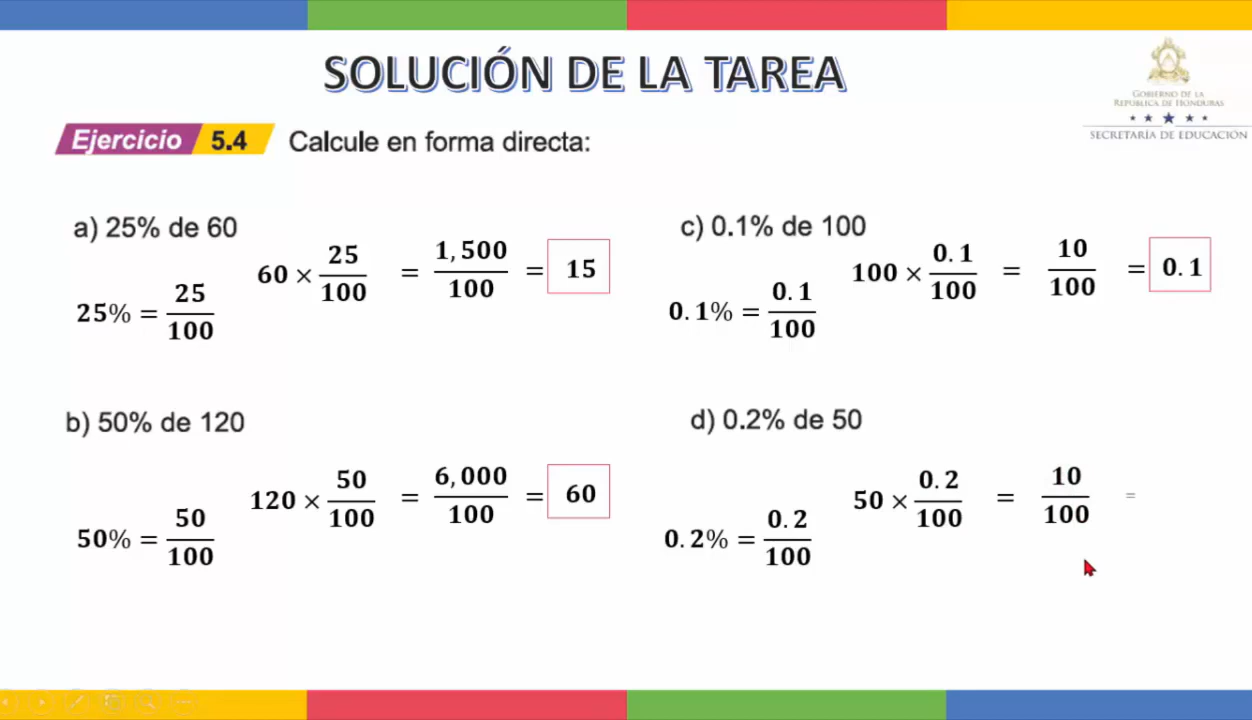 SOLUCIÓN DE LA TAREA
GOBIERNO DE LA
REPÚBLICA DE HONDURAS
SECRETARÍA DE EDUCACIÓN
Ejercicio 5.4 Calcule en forma directa:
a) 25% de 60
60 × 25/100 = 1,500/100 = 15
25% = 25/100
c) 0.1% de 100
100 × 0.1/100 = 10/100 = 0.1
0.1% = 0.1/100
b) 50% de 120
120 × 50/100 = 6,000/100 = 60
50% = 50/100
d) 0.2% de 50
50 × 0.2/100 = 10/100 =
0.2% = 0.2/100